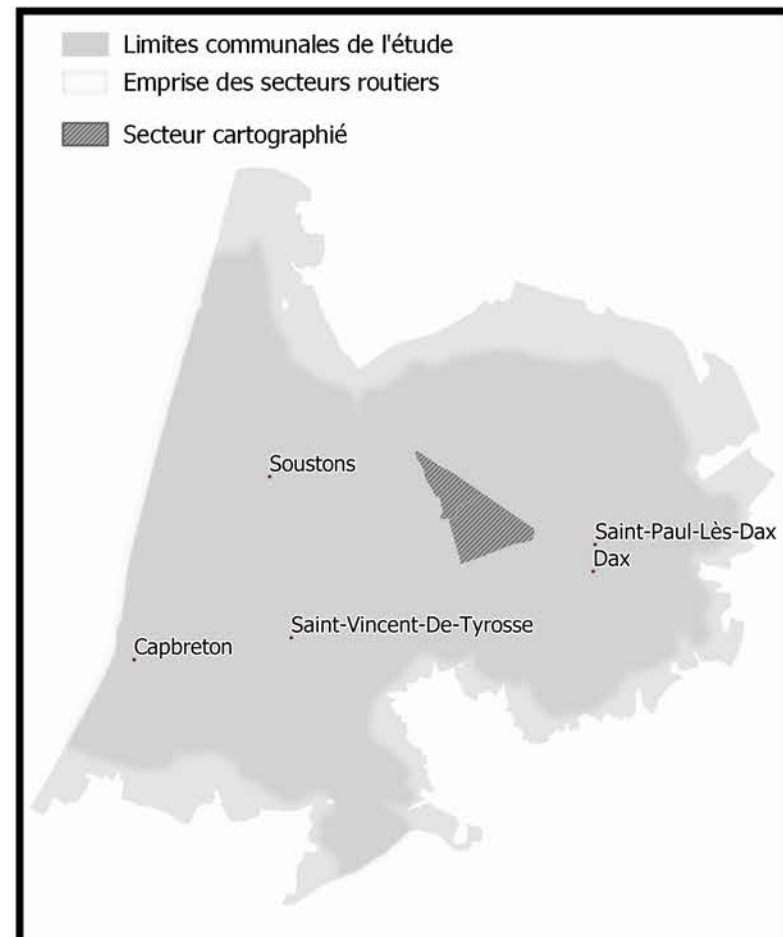 Limites communales de l'étude
Emprise des secteurs routiers
Secteur cartographié
Soustons
Saint-Paul-Lès-Dax
Dax
Saint-Vincent-De-Tyrosse
Capbreton